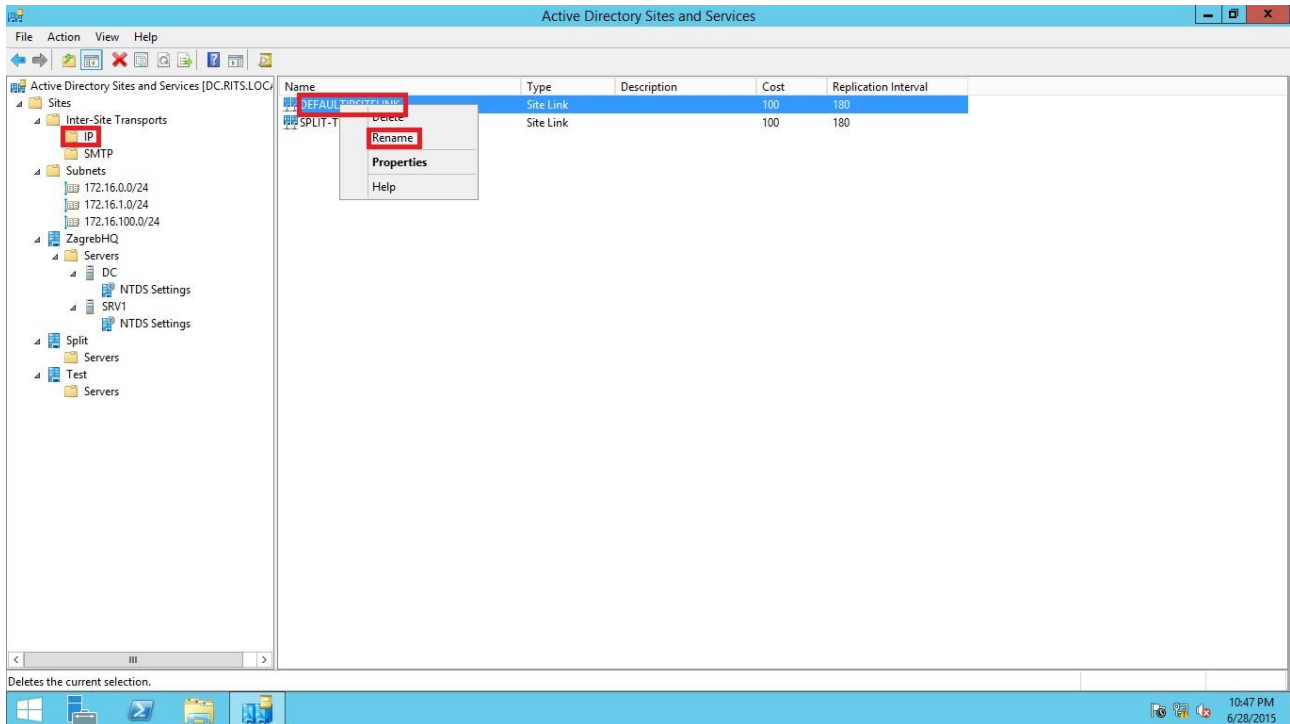 Active Directory Sites and Services
File Action View Help
Active Directory Sites and Services [DC.RITS.LOCA
Sites
Inter-Site Transports
IP
SMTP
Subnets
172.16.0.0/24
172.16.1.0/24
172.16.100.0/24
ZagrebHQ
Servers
DC
NTDS Settings
SRV1
NTDS Settings
Split
Servers
Test
Servers
Name Type Description Cost Replication Interval
DEFAULTIPSITELINK Site Link 100 180
SPLIT-T Site Link 100 180
Delete
Rename
Properties
Help
Deletes the current selection.
10:47 PM
6/28/2015